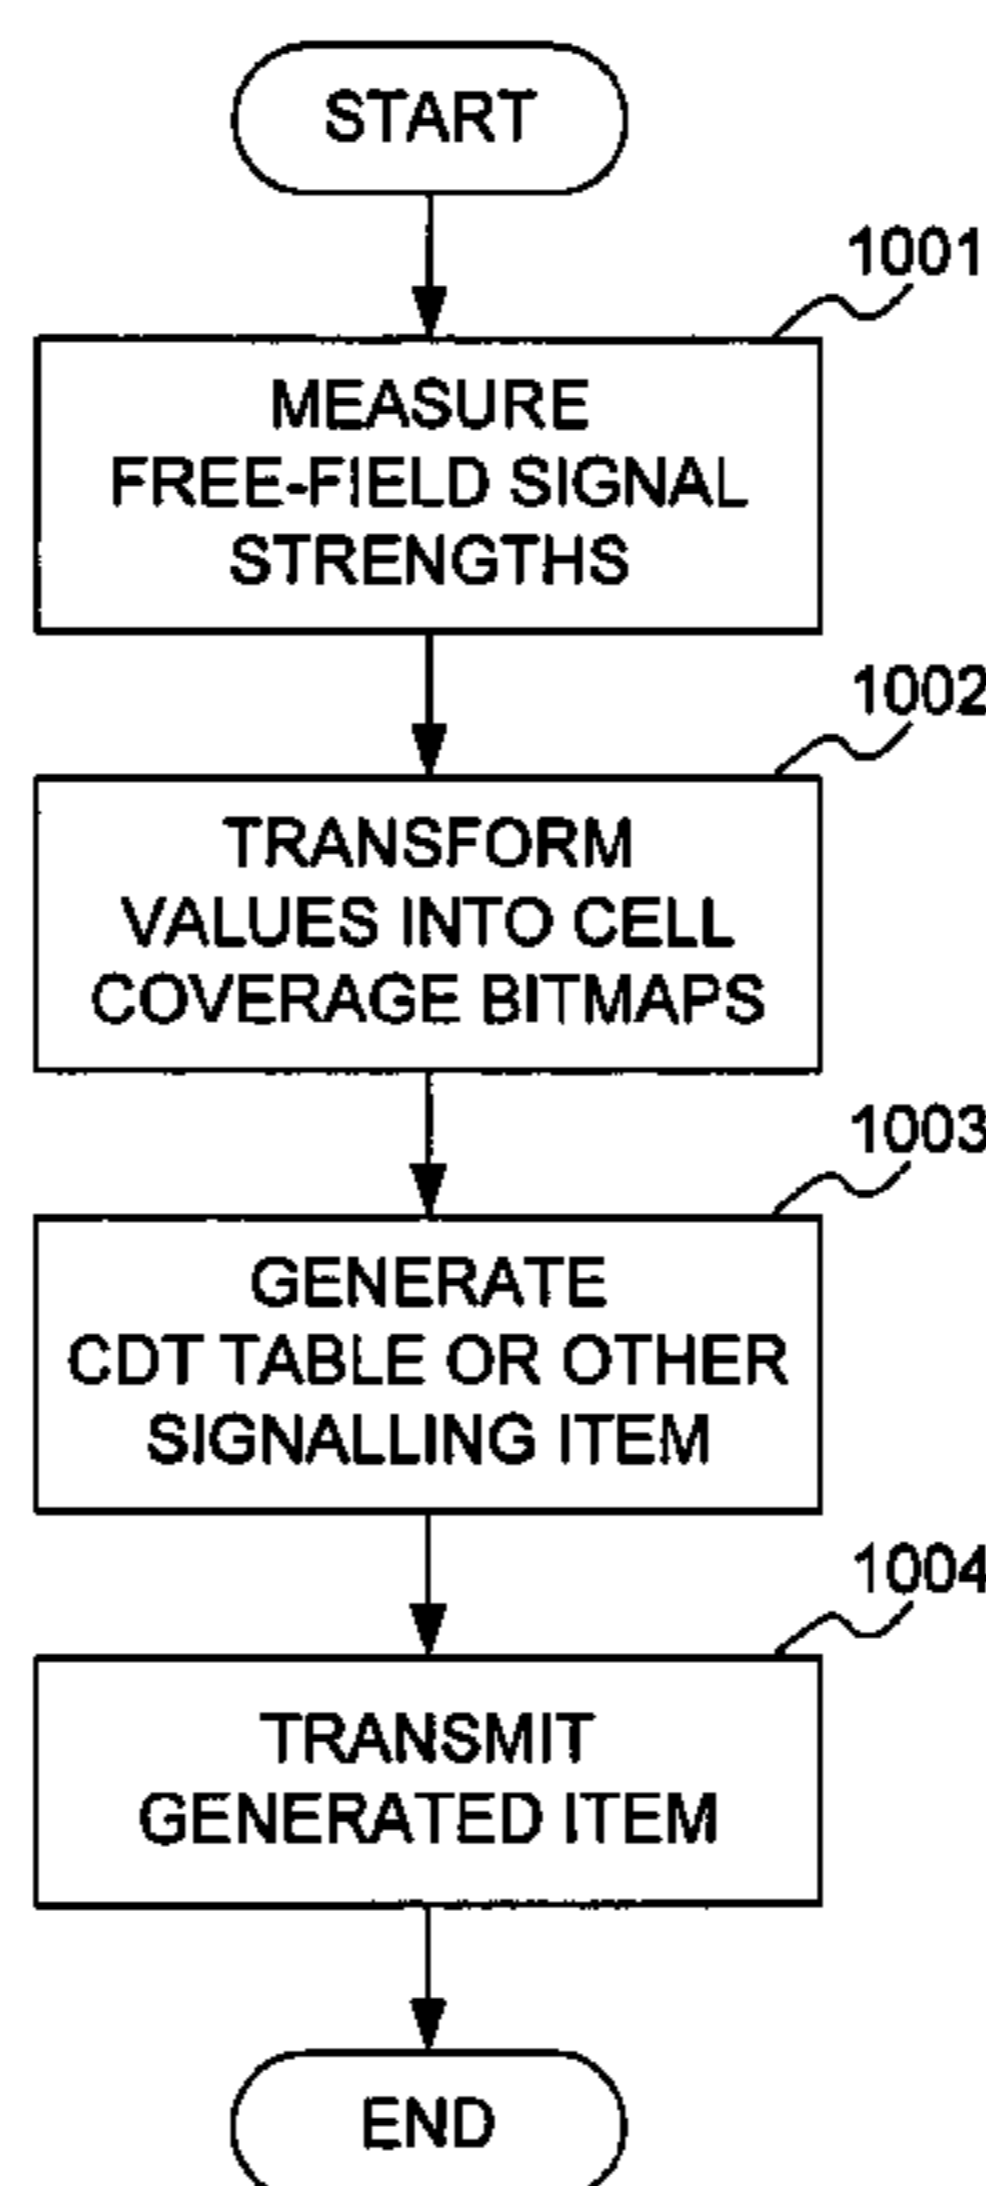 START
1001
MEASURE
FREE-FIELD SIGNAL
STRENGTHS
1002
TRANSFORM
VALUES INTO CELL
COVERAGE BITMAPS
1003
GENERATE
CDT TABLE OR OTHER
SIGNALLING ITEM
1004
TRANSMIT
GENERATED ITEM
END